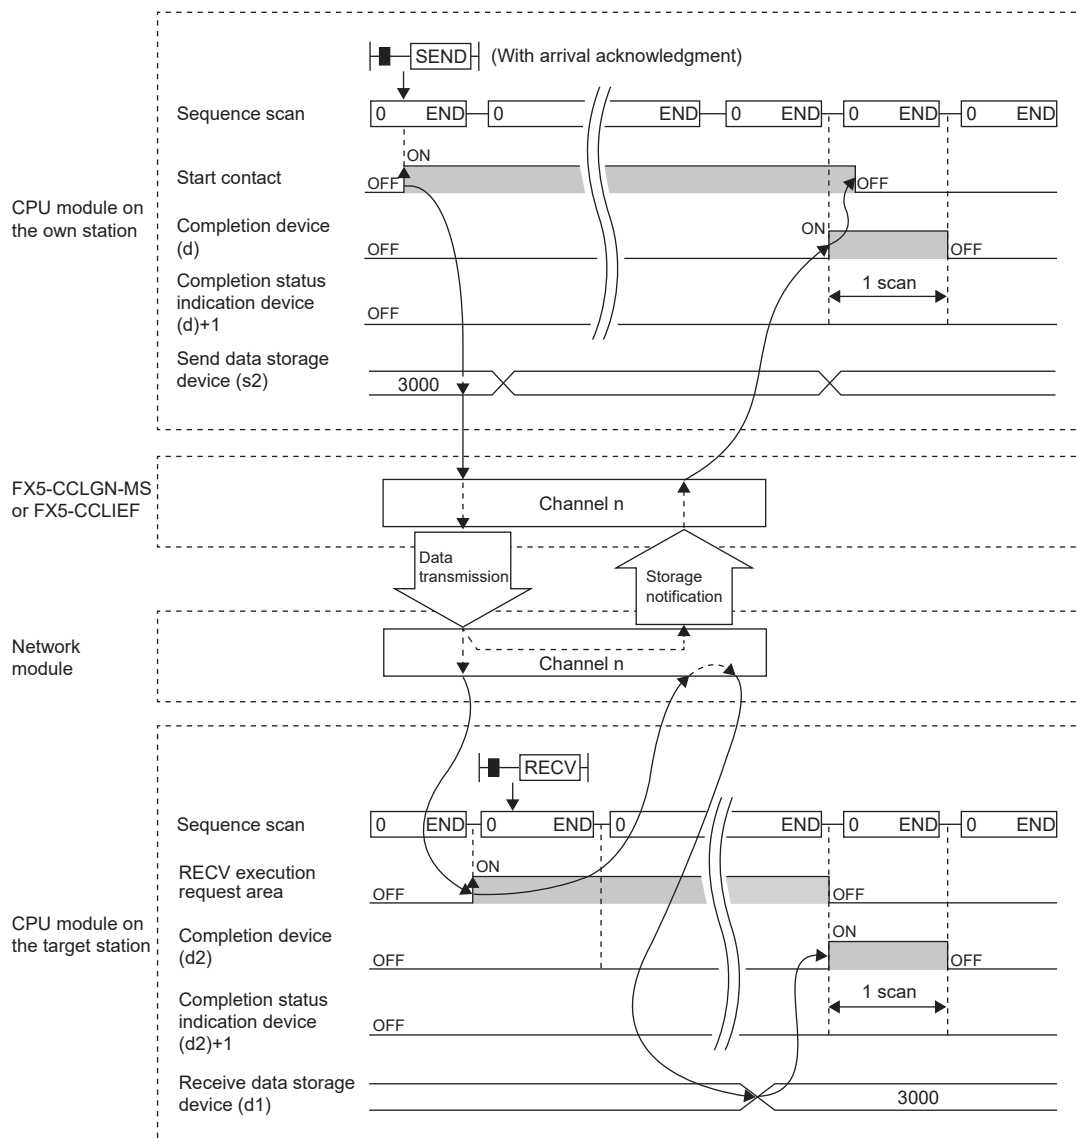 SEND (With arrival acknowledgment)
Sequence scan
0 END 0 END 0 END 0 END 0 END
ON
Start contact
OFF OFF
CPU module on
the own station
Completion device
(d)
ON
OFF OFF
Completion status
indication device
(d)+1
1 scan
OFF
Send data storage
device (s2)
3000
FX5-CCLGN-MS
or FX5-CCLIEF
Channel n
Data
transmission
Storage
notification
Network
module
Channel n
RECV
Sequence scan
0 END 0 END 0 END 0 END 0 END
RECV execution
request area
ON
OFF OFF
CPU module on
the target station
Completion device
(d2)
ON
OFF OFF
Completion status
indication device
(d2)+1
1 scan
OFF
Receive data storage
device (d1)
3000